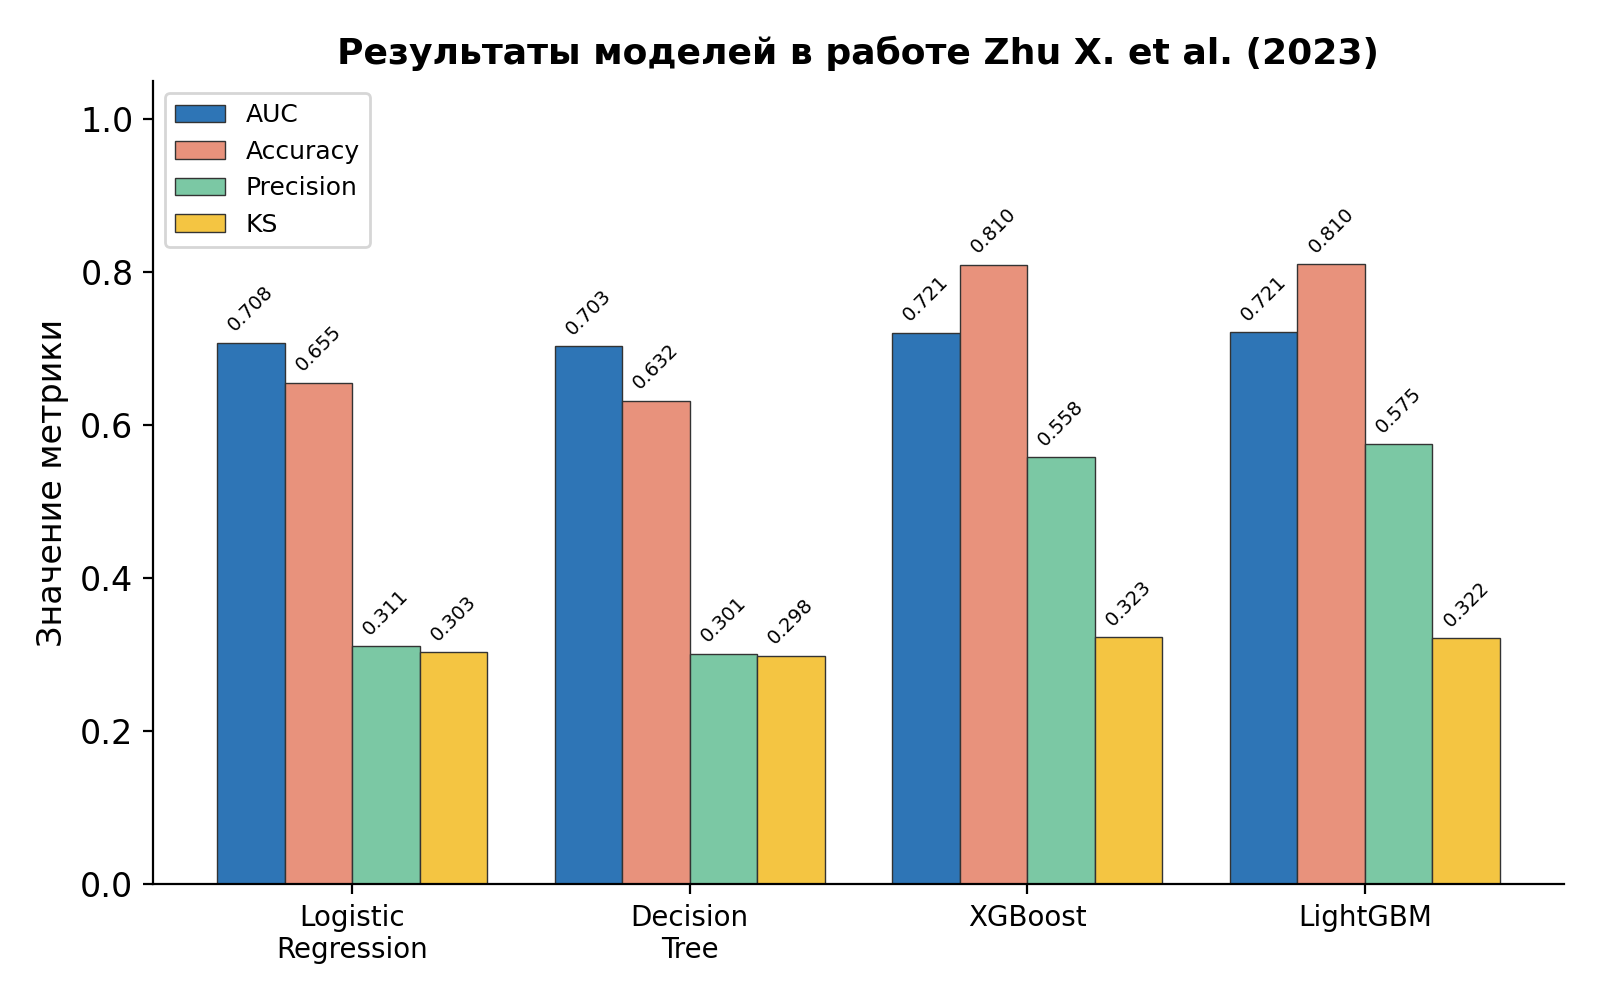 Результаты моделей в работе Zhu X. et al. (2023)
AUC
Accuracy
Precision
KS
Значение метрики
1.0
0.8
0.6
0.4
0.2
0.0
0.708
0.655
0.311
0.303
0.703
0.632
0.301
0.298
0.721
0.810
0.558
0.323
0.721
0.810
0.575
0.322
Logistic
Regression
Decision
Tree
XGBoost
LightGBM